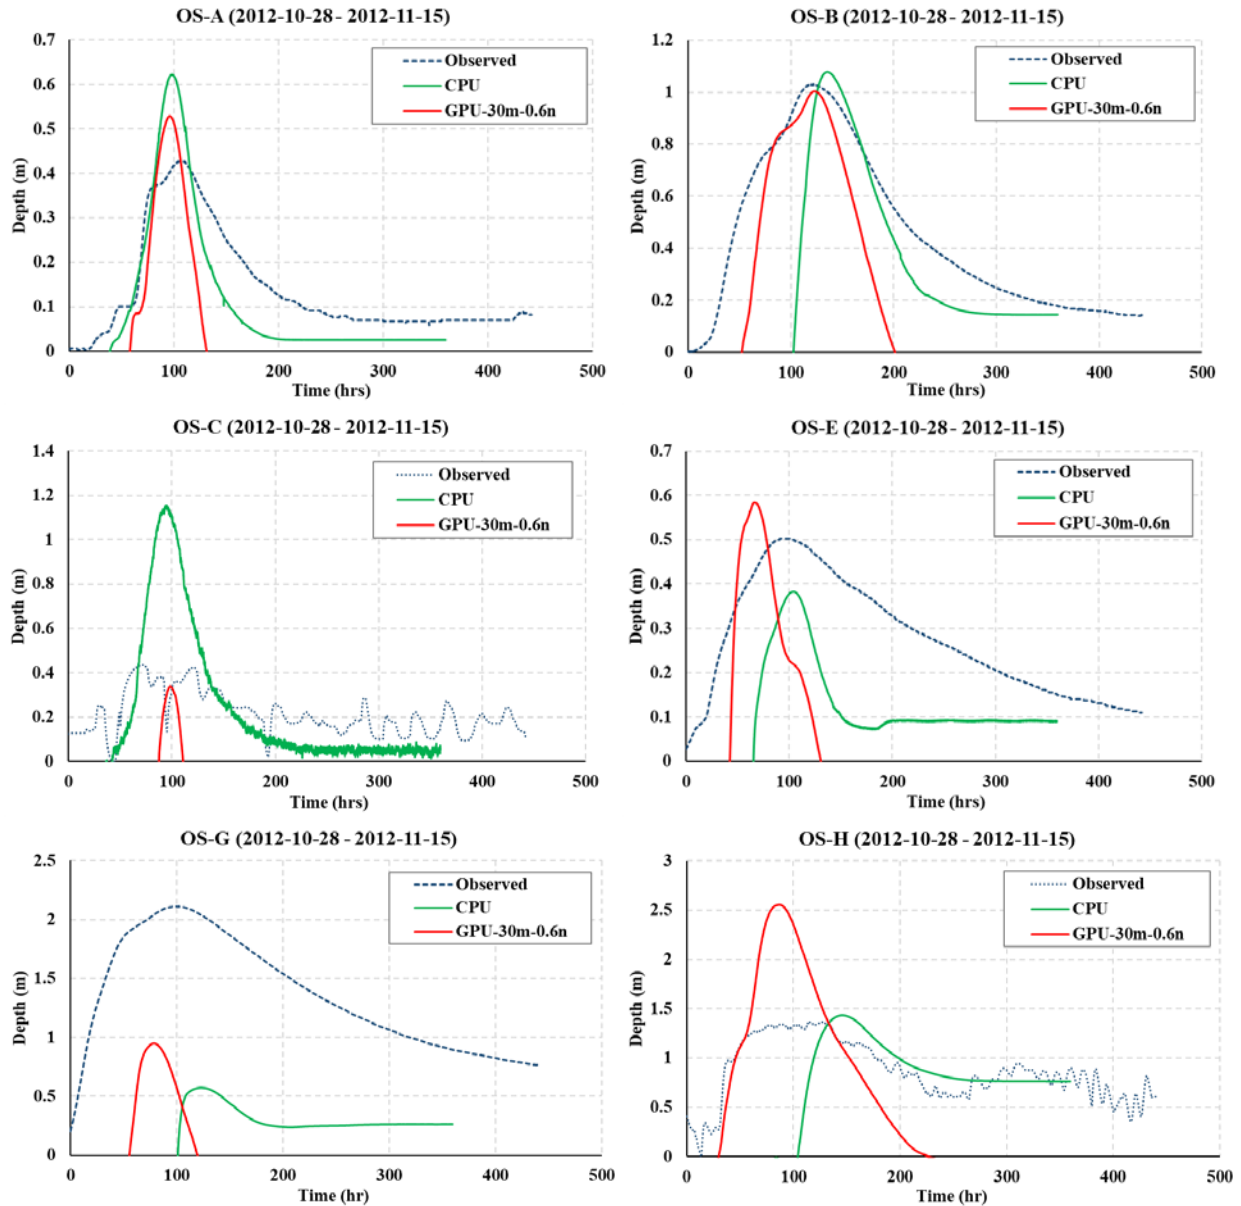 OS-A (2012-10-28 - 2012-11-15)
Depth (m)
0.7
0.6
0.5
0.4
0.3
0.2
0.1
0
0 100 200 300 400 500
Time (hrs)
Observed
CPU
GPU-30m-0.6n
OS-B (2012-10-28 - 2012-11-15)
Depth (m)
1.2
1
0.8
0.6
0.4
0.2
0
0 100 200 300 400 500
Time (hrs)
Observed
CPU
GPU-30m-0.6n
OS-C (2012-10-28 - 2012-11-15)
Depth (m)
1.4
1.2
1
0.8
0.6
0.4
0.2
0
0 100 200 300 400 500
Time (hrs)
Observed
CPU
GPU-30m-0.6n
OS-E (2012-10-28 - 2012-11-15)
Depth (m)
0.7
0.6
0.5
0.4
0.3
0.2
0.1
0
0 100 200 300 400 500
Time (hrs)
Observed
CPU
GPU-30m-0.6n
OS-G (2012-10-28 - 2012-11-15)
Depth (m)
2.5
2
1.5
1
0.5
0
0 100 200 300 400 500
Time (hr)
Observed
CPU
GPU-30m-0.6n
OS-H (2012-10-28 - 2012-11-15)
Depth (m)
3
2.5
2
1.5
1
0.5
0
0 100 200 300 400 500
Time (hr)
Observed
CPU
GPU-30m-0.6n